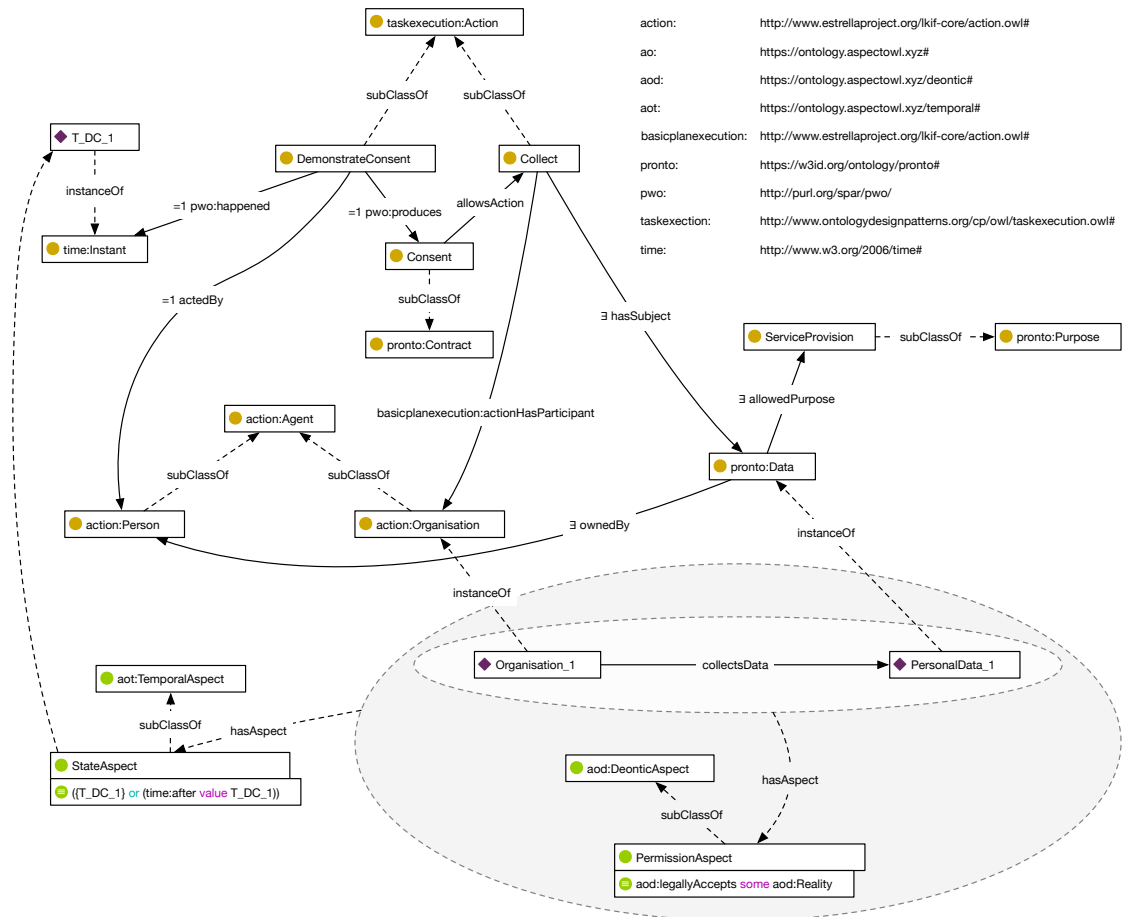 taskexecution:Action
action: http://www.estrellaproject.org/lkif-core/action.owl#
ao: https://ontology.aspectowl.xyz#
aod: https://ontology.aspectowl.xyz/deontic#
subClassOf subClassOf
aot: https://ontology.aspectowl.xyz/temporal#
T_DC_1
basicplanexecution: http://www.estrellaproject.org/lkif-core/action.owl#
DemonstrateConsent Collect
pronto: https://w3id.org/ontology/pronto#
instanceOf
pwo: http://purl.org/spar/pwo/
=1 pwo:happened =1 pwo:produces allowsAction
taskexection: http://www.ontologydesignpatterns.org/cp/owl/taskexecution.owl#
time:Instant Consent
time: http://www.w3.org/2006/time#
=1 actedBy subClassOf
∃ hasSubject
pronto:Contract ServiceProvision subClassOf pronto:Purpose
∃ allowedPurpose
action:Agent basicplanexecution:actionHasParticipant
subClassOf subClassOf pronto:Data
action:Person action:Organisation ∃ ownedBy
instanceOf
instanceOf
Organisation_1 collectsData PersonalData_1
aot:TemporalAspect
subClassOf hasAspect
StateAspect aod:DeonticAspect hasAspect
({T_DC_1} or (time:after value T_DC_1))
subClassOf
PermissionAspect
aod:legallyAccepts some aod:Reality